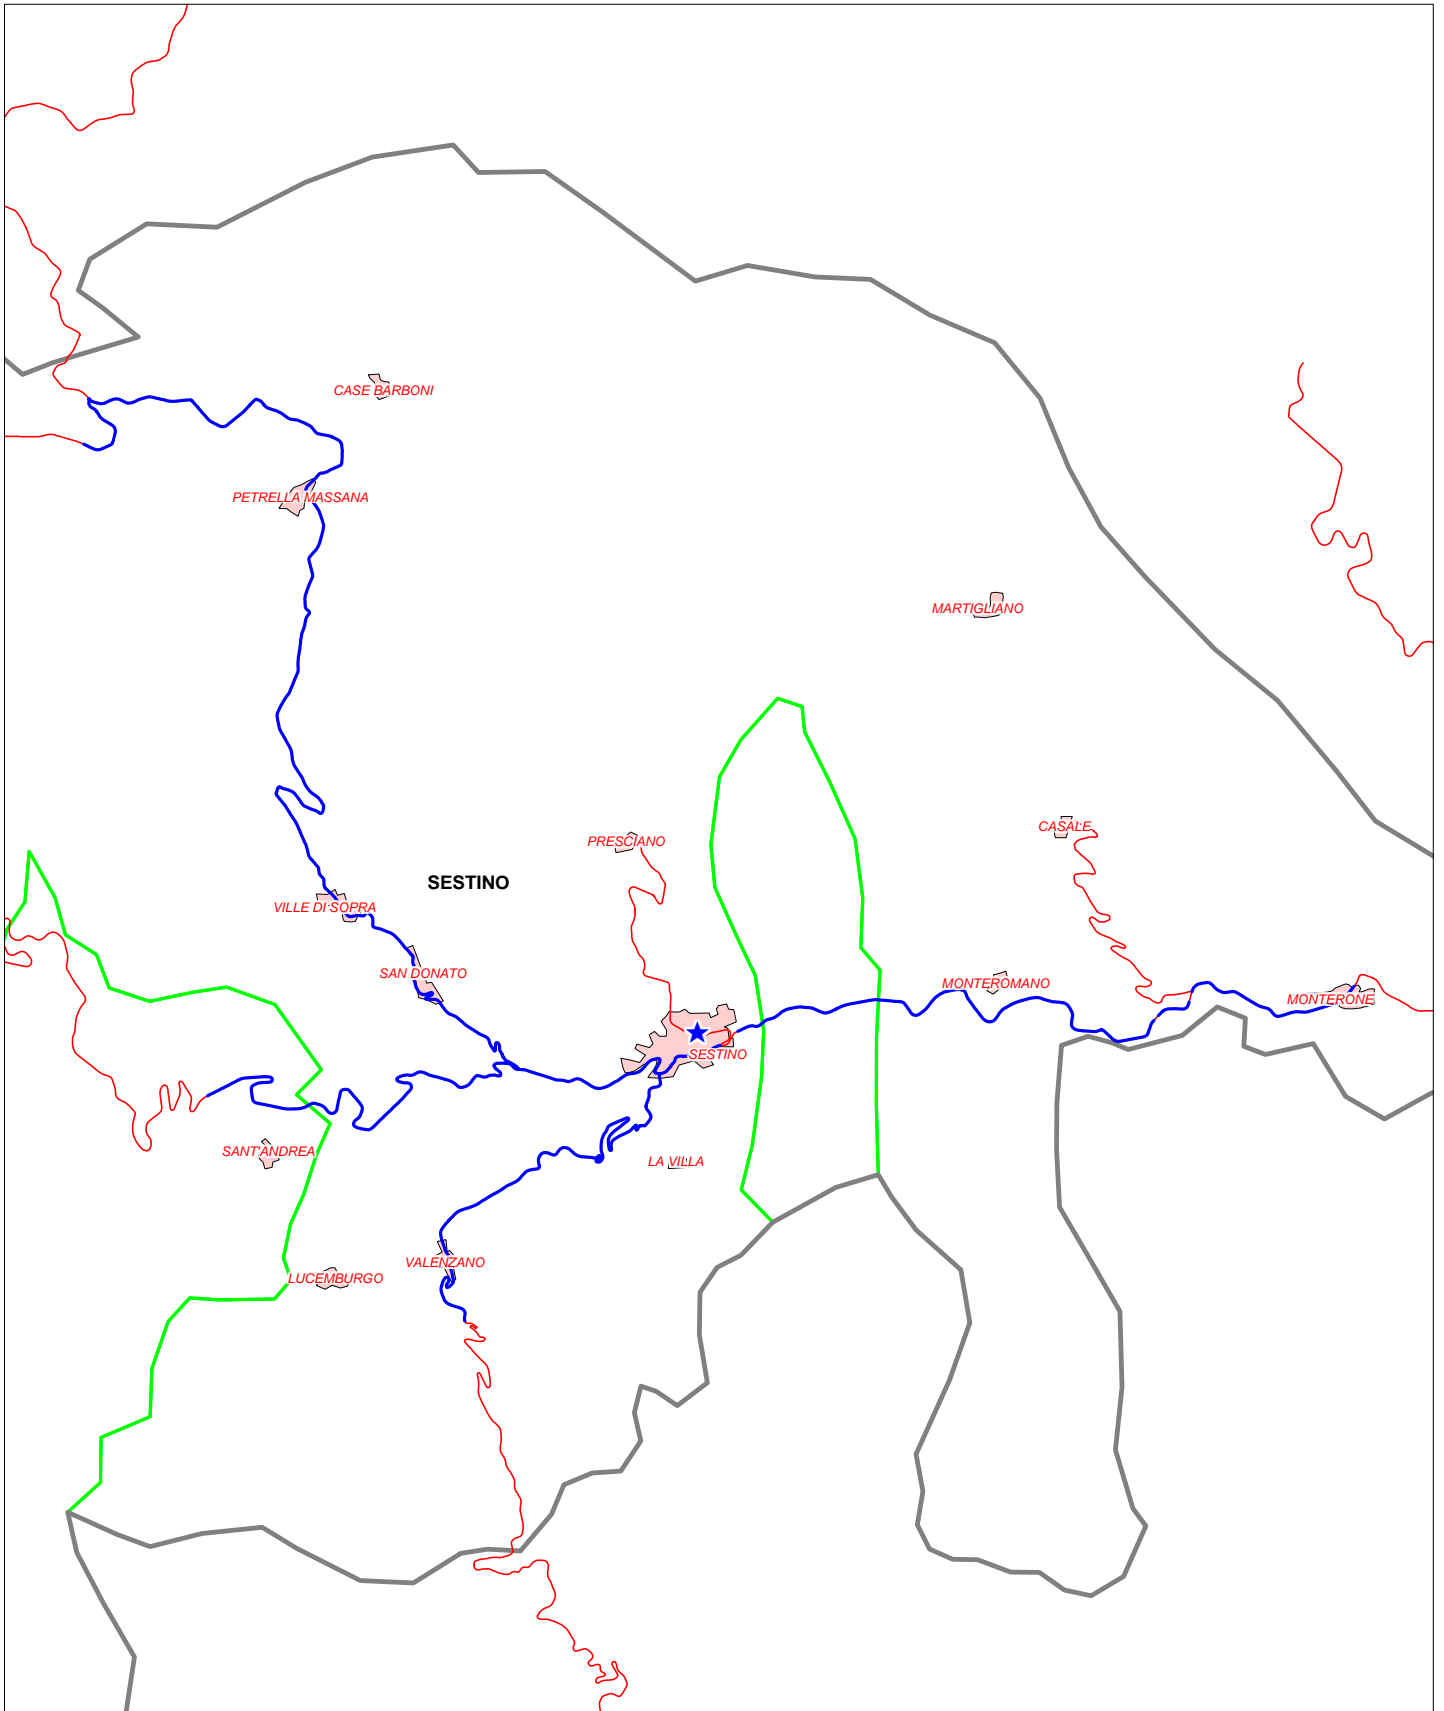 CASE BARBONI
PETRELLA MASSANA
MARTIGLIANO
CASALE
PRESCIANO
SESTINO
VILLE DI SOPRA
SAN DONATO
MONTEROMANO
MONTERONE
SESTINO
SANT'ANDREA
LA VILLA
VALENZANO
LUCEMBURGO